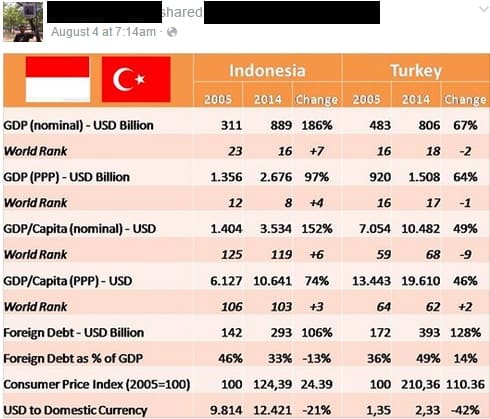 shared
August 4 at 7:14am ·
Indonesia Turkey
2005 2014 Change 2005 2014 Change
GDP (nominal) - USD Billion 311 889 186% 483 806 67%
World Rank 23 16 +7 16 18 -2
GDP (PPP) - USD Billion 1.356 2.676 97% 920 1.508 64%
World Rank 12 8 +4 16 17 -1
GDP/Capita (nominal) - USD 1.404 3.534 152% 7.054 10.482 49%
World Rank 125 119 +6 59 68 -9
GDP/Capita (PPP) - USD 6.127 10.641 74% 13.443 19.610 46%
World Rank 106 103 +3 64 62 +2
Foreign Debt - USD Billion 142 293 106% 172 393 128%
Foreign Debt as % of GDP 46% 33% -13% 36% 49% 14%
Consumer Price Index (2005=100) 100 124,39 24.39 100 210,36 110.36
USD to Domestic Currency 9.814 12.421 -21% 1,35 2,33 -42%